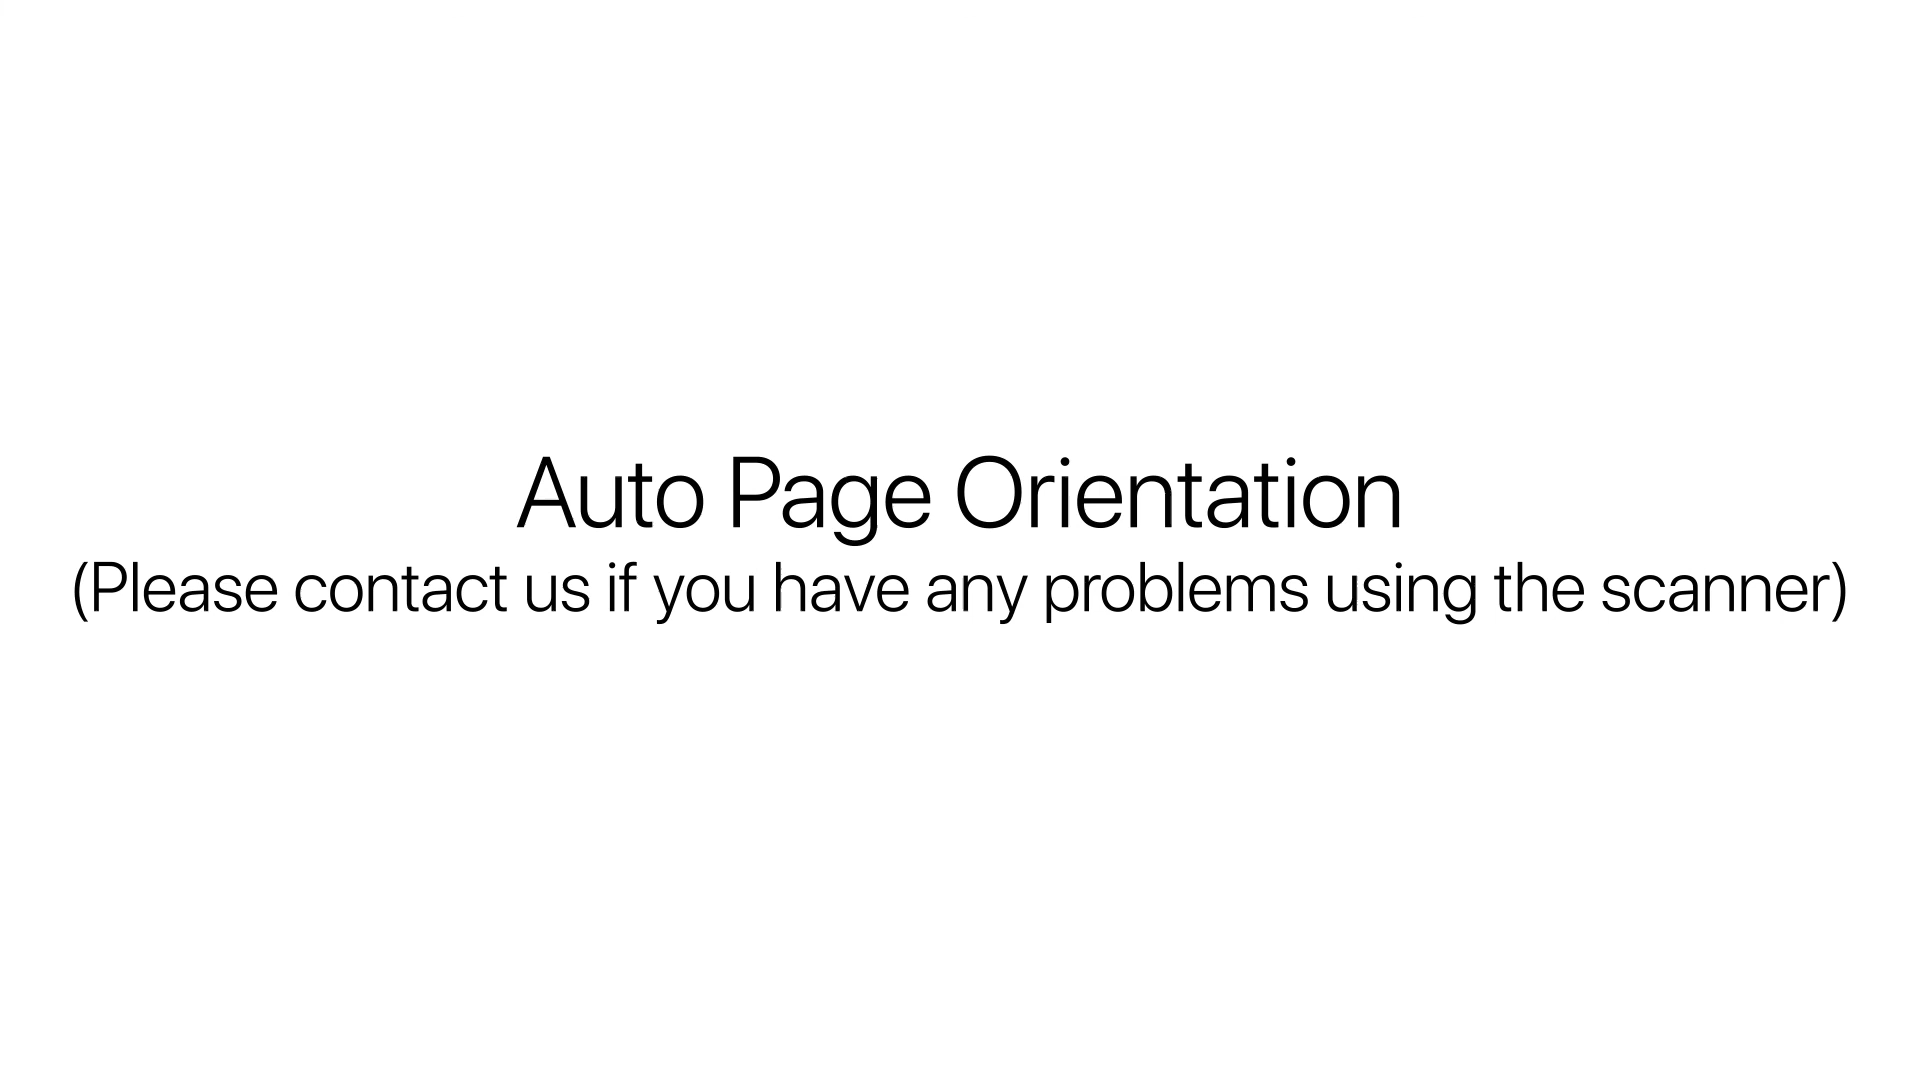 Auto Page Orientation
(Please contact us if you have any problems using the scanner)